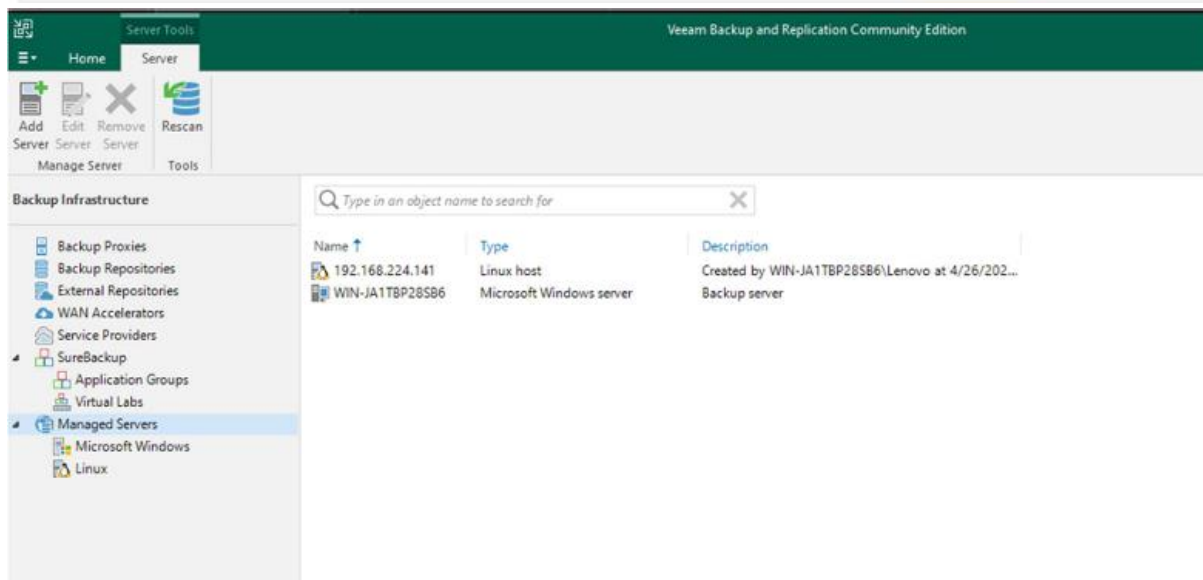 Server Tools
Veeam Backup and Replication Community Edition
Home Server
Add Server
Edit Server
Remove Server
Rescan
Manage Server
Tools
Backup Infrastructure
Backup Proxies
Backup Repositories
External Repositories
WAN Accelerators
Service Providers
SureBackup
Application Groups
Virtual Labs
Managed Servers
Microsoft Windows
Linux
Type in an object name to search for
Name Type Description
192.168.224.141 Linux host Created by WIN-JA1TBP28SB6\Lenovo at 4/26/202...
WIN-JA1TBP28SB6 Microsoft Windows server Backup server